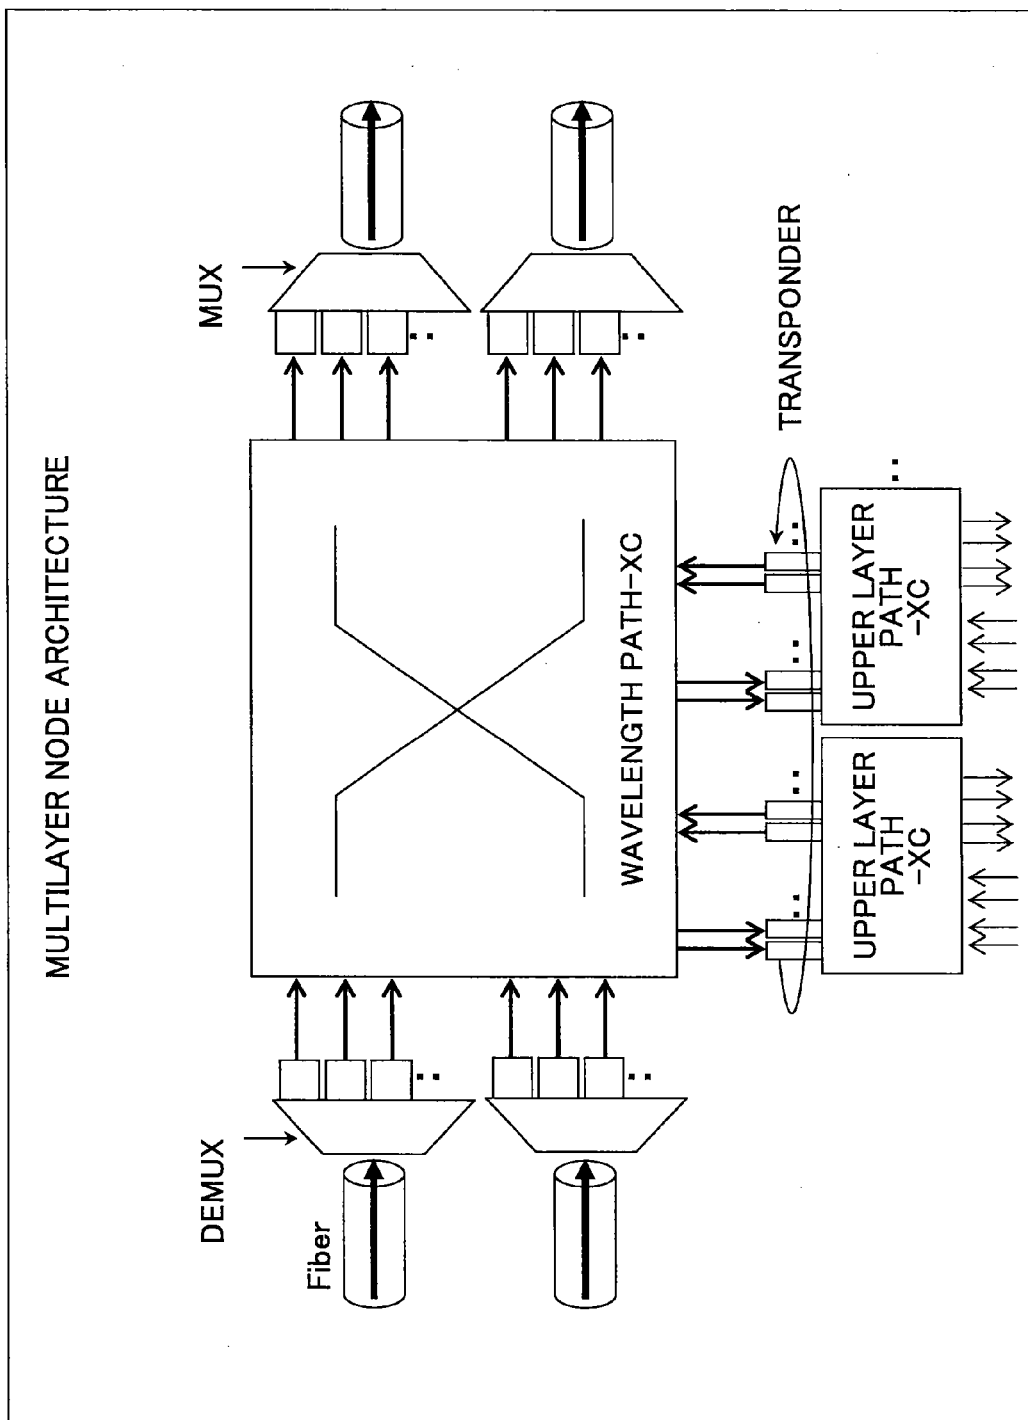 MULTILAYER NODE ARCHITECTURE
DEMUX
MUX
Fiber
WAVELENGTH PATH-XC
TRANSPONDER
UPPER LAYER
PATH
-XC
UPPER LAYER
PATH
-XC